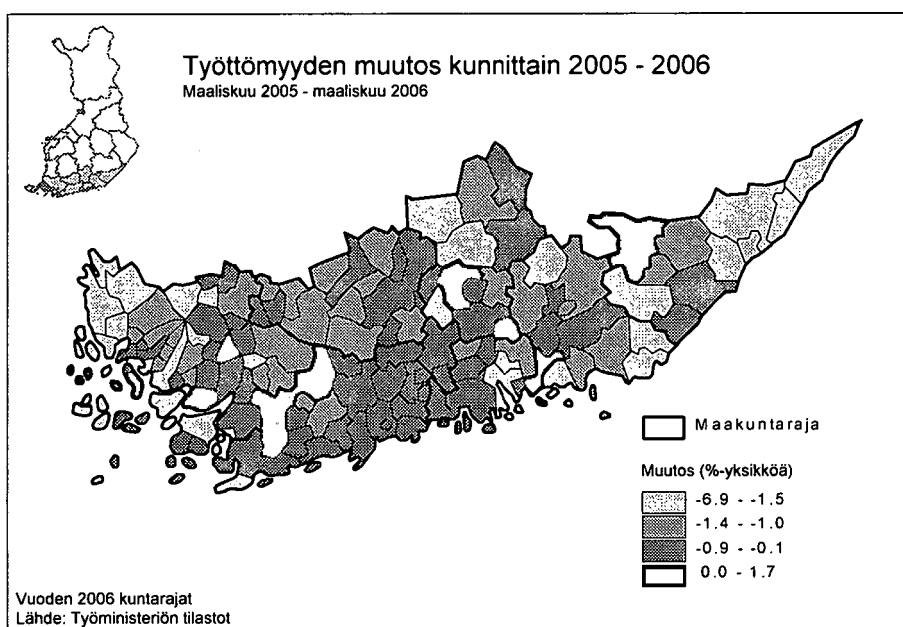 Työttömyyden muutos kunnittain 2005 - 2006
Maaliskuu 2005 - maaliskuu 2006
Maakuntaraja
Muutos (%-yksikköä)
-6.9 - -1.5
-1.4 - -1.0
-0.9 - -0.1
0.0 - 1.7
Vuoden 2006 kuntarajat
Lähde: Työministeriön tilastot